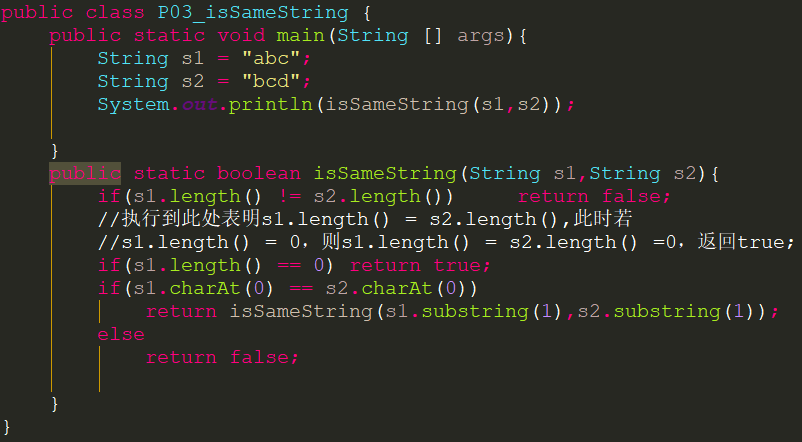 public class P03_isSameString {
public static void main(String [] args){
String s1 = "abc";
String s2 = "bcd";
System.out.println(isSameString(s1,s2));
}
public static boolean isSameString(String s1,String s2){
if(s1.length() != s2.length()) return false;
//执行到此处表明s1.length() = s2.length(),此时若
//s1.length() = 0，则s1.length() = s2.length() =0，返回true;
if(s1.length() == 0) return true;
if(s1.charAt(0) == s2.charAt(0))
return isSameString(s1.substring(1),s2.substring(1));
else
return false;
}
}